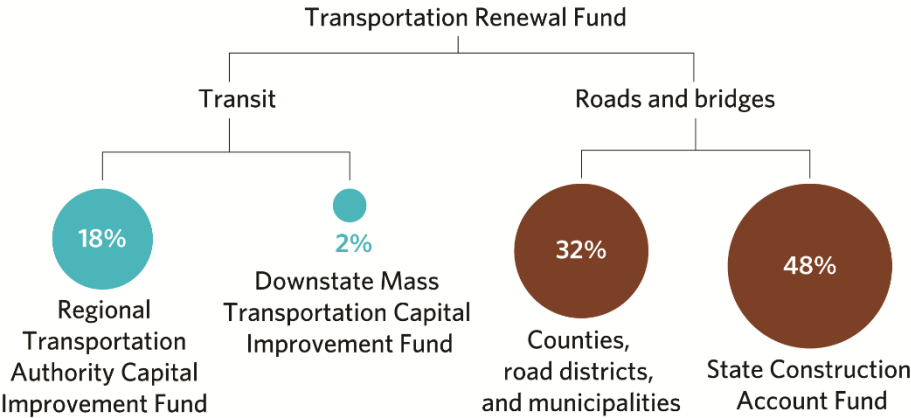 Transportation Renewal Fund
Transit
Roads and bridges
18%
Regional
Transportation
Authority Capital
Improvement Fund
2%
Downstate Mass
Transportation Capital
Improvement Fund
32%
Counties,
road districts,
and municipalities
48%
State Construction
Account Fund